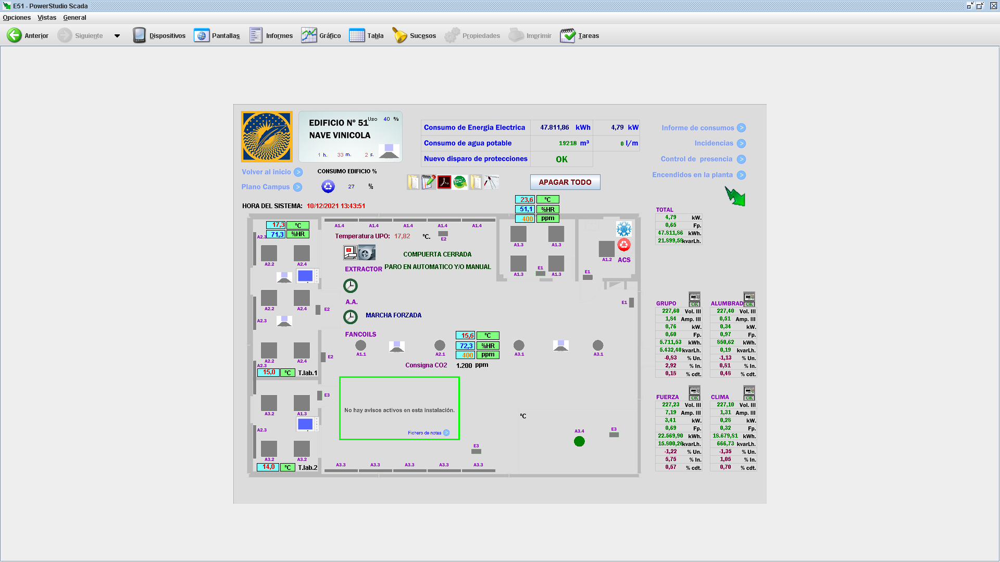 E51 - PowerStudio Scada
Opciones Vistas General
Anterior Siguiente Dispositivos Pantallas Informes Gráfico Tabla Sucesos Propiedades Imprimir Tareas
EDIFICIO Nº 51 Uso 40 %
NAVE VINICOLA
1 h. 33 m. 2 s.
Consumo de Energia Electrica 47.811,86 kWh 4,79 kW
Consumo de agua potable 19218 m³ 0 l/m
Nuevo disparo de protecciones OK
Informe de consumos
Incidencias
Control de presencia
Encendidos en la planta
Volver al inicio
Plano Campus
CONSUMO EDIFICIO %
27 %
APAGAR TODO
HORA DEL SISTEMA: 10/12/2021 13:43:51
23,6 ºC
51,1 %HR
400 ppm
17,3 ºC
71,3 %HR
A2.3
A1.4 A1.4 A1.4 A1.4 A1.4
Temperatura UPO: 17,82 ºC.
E2
COMPUERTA CERRADA
EXTRACTOR PARO EN AUTOMATICO Y/O MANUAL
A.A.
MARCHA FORZADA
FANCOILS
A1.3 A1.3
A1.3 E1 A1.3
A1.2 ACS
E1
E1
A2.2 A2.4
A2.2 A2.4
E2
A2.3
A2.2 A2.4
E2
A2.3
15,0 ºC T.lab.1
15,6 ºC
72,3 %HR
400 ppm
A1.1 A2.1 A3.1 A3.1
Consigna CO2 1.200 ppm
No hay avisos activos en esta instalación.
Fichero de notas
ºC
E3
A3.2 A1.3
A2.3
A3.2 A3.2
14,0 ºC T.lab.2
A3.3 A3.3 A3.3 A3.3 A3.3
E3
A3.4
E3
TOTAL
4,79 kW.
0,65 Fp.
47.811,86 kWh.
21.899,58 kvarLh.
GRUPO OK
227,60 Vol. III
1,84 Amp. III
0,76 kW.
0,60 Fp.
5.711,53 kWh.
5.432,40 kvarLh.
-0,83 % Un.
2,92 % In.
0,18 % cdt.
ALUMBRAD OK
227,40 Vol. III
0,51 Amp. III
0,34 kW.
0,97 Fp.
850,62 kWh.
0,19 kvarLh.
-1,13 % Un.
0,81 % In.
0,48 % cdt.
FUERZA OK
227,23 Vol. III
7,19 Amp. III
3,41 kW.
0,69 Fp.
22.569,90 kWh.
15.800,26 kvarLh.
-1,22 % Un.
5,75 % In.
0,57 % cdt.
CLIMA OK
227,10 Vol. III
1,31 Amp. III
0,28 kW.
0,32 Fp.
18.679,81 kWh.
666,73 kvarLh.
-1,35 % Un.
1,05 % In.
0,70 % cdt.